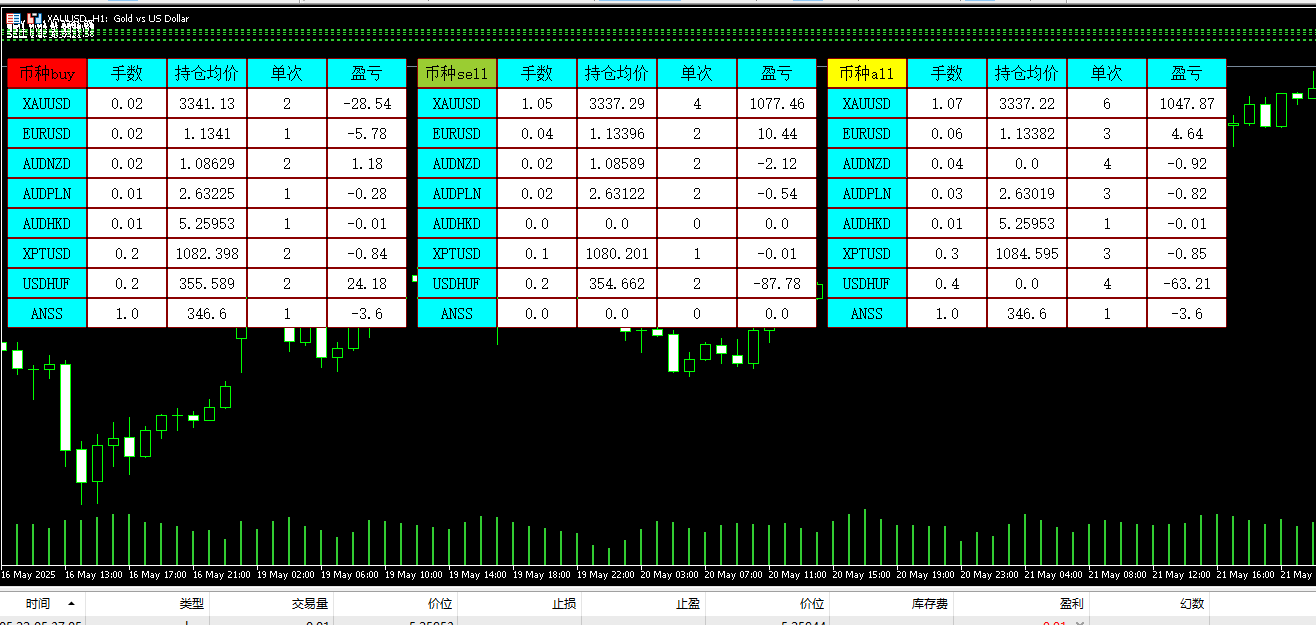 XAUUSD, H1: Gold vs US Dollar
币种buy 手数 持仓均价 单次 盈亏 币种sell 手数 持仓均价 单次 盈亏 币种all 手数 持仓均价 单次 盈亏
XAUUSD 0.02 3341.13 2 -28.54 XAUUSD 1.05 3337.29 4 1077.46 XAUUSD 1.07 3337.22 6 1047.87
EURUSD 0.02 1.1341 1 -5.78 EURUSD 0.04 1.13396 2 10.44 EURUSD 0.06 1.13382 3 4.64
AUDNZD 0.02 1.08629 2 1.18 AUDNZD 0.02 1.08589 2 -2.12 AUDNZD 0.04 0.0 4 -0.92
AUDPLN 0.01 2.63225 1 -0.28 AUDPLN 0.02 2.63122 2 -0.54 AUDPLN 0.03 2.63019 3 -0.82
AUDHKD 0.01 5.25953 1 -0.01 AUDHKD 0.0 0.0 0 0.0 AUDHKD 0.01 5.25953 1 -0.01
XPTUSD 0.2 1082.398 2 -0.84 XPTUSD 0.1 1080.201 1 -0.01 XPTUSD 0.3 1084.595 3 -0.85
USDHUF 0.2 355.589 2 24.18 USDHUF 0.2 354.662 2 -87.78 USDHUF 0.4 0.0 4 -63.21
ANSS 1.0 346.6 1 -3.6 ANSS 0.0 0.0 0 0.0 ANSS 1.0 346.6 1 -3.6
16 May 2025 16 May 13:00 16 May 17:00 16 May 21:00 19 May 02:00 19 May 06:00 19 May 10:00 19 May 14:00 19 May 18:00 19 May 22:00 20 May 03:00 20 May 07:00 20 May 11:00 20 May 15:00 20 May 19:00 20 May 23:00 21 May 04:00 21 May 08:00 21 May 12:00 21 May 16:00 21 May
时间 类型 交易量 价位 止损 止盈 价位 库存费 盈利 幻数